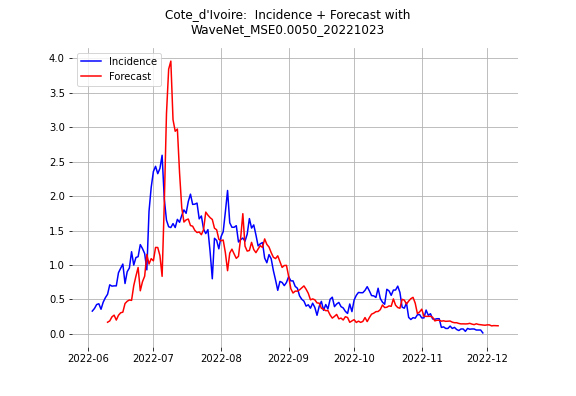 Cote_d'Ivoire:  Incidence + Forecast with
WaveNet_MSE0.0050_20221023
Incidence
Forecast
4.0
3.5
3.0
2.5
2.0
1.5
1.0
0.5
0.0
2022-06 2022-07 2022-08 2022-09 2022-10 2022-11 2022-12